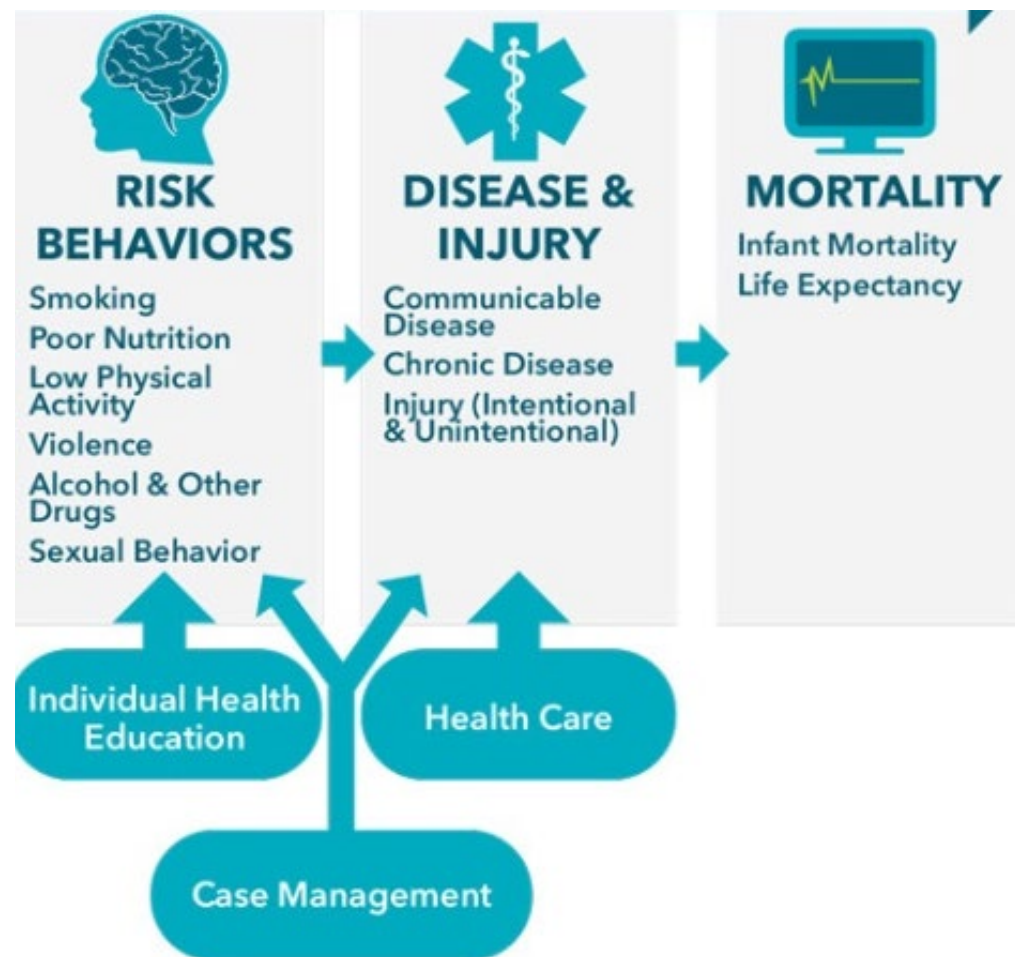 RISK
BEHAVIORS
Smoking
Poor Nutrition
Low Physical
Activity
Violence
Alcohol & Other
Drugs
Sexual Behavior
DISEASE &
INJURY
Communicable
Disease
Chronic Disease
Injury (Intentional
& Unintentional)
MORTALITY
Infant Mortality
Life Expectancy
Individual Health
Education
Health Care
Case Management